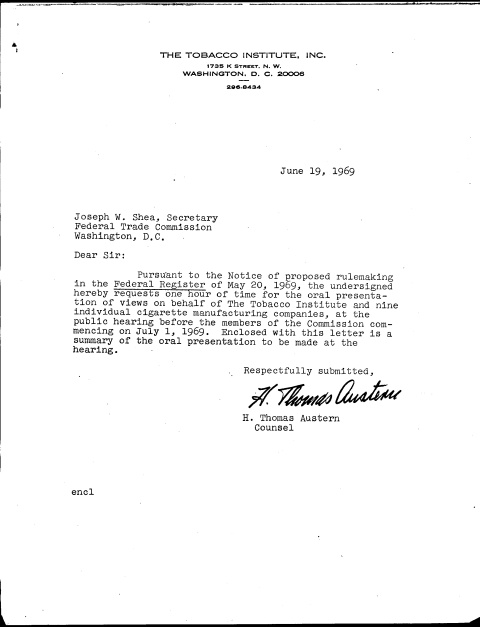 THE TOBACCO INSTITUTE, INC.
1735 K STREET, N. W.
WASHINGTON, D. C. 20006
296-8434
June 19, 1969
Joseph W. Shea, Secretary
Federal Trade Commission
Washington, D.C.
Dear Sir:
Pursuant to the Notice of proposed rulemaking
in the Federal Register of May 20, 1969, the undersigned
hereby requests one hour of time for the oral presenta-
tion of views on behalf of The Tobacco Institute and nine
individual cigarette manufacturing companies, at the
public hearing before the members of the Commission com-
mencing on July 1, 1969. Enclosed with this letter is a
summary of the oral presentation to be made at the
hearing.
Respectfully submitted,
H. Thomas Austern
H. Thomas Austern
Counsel
encl